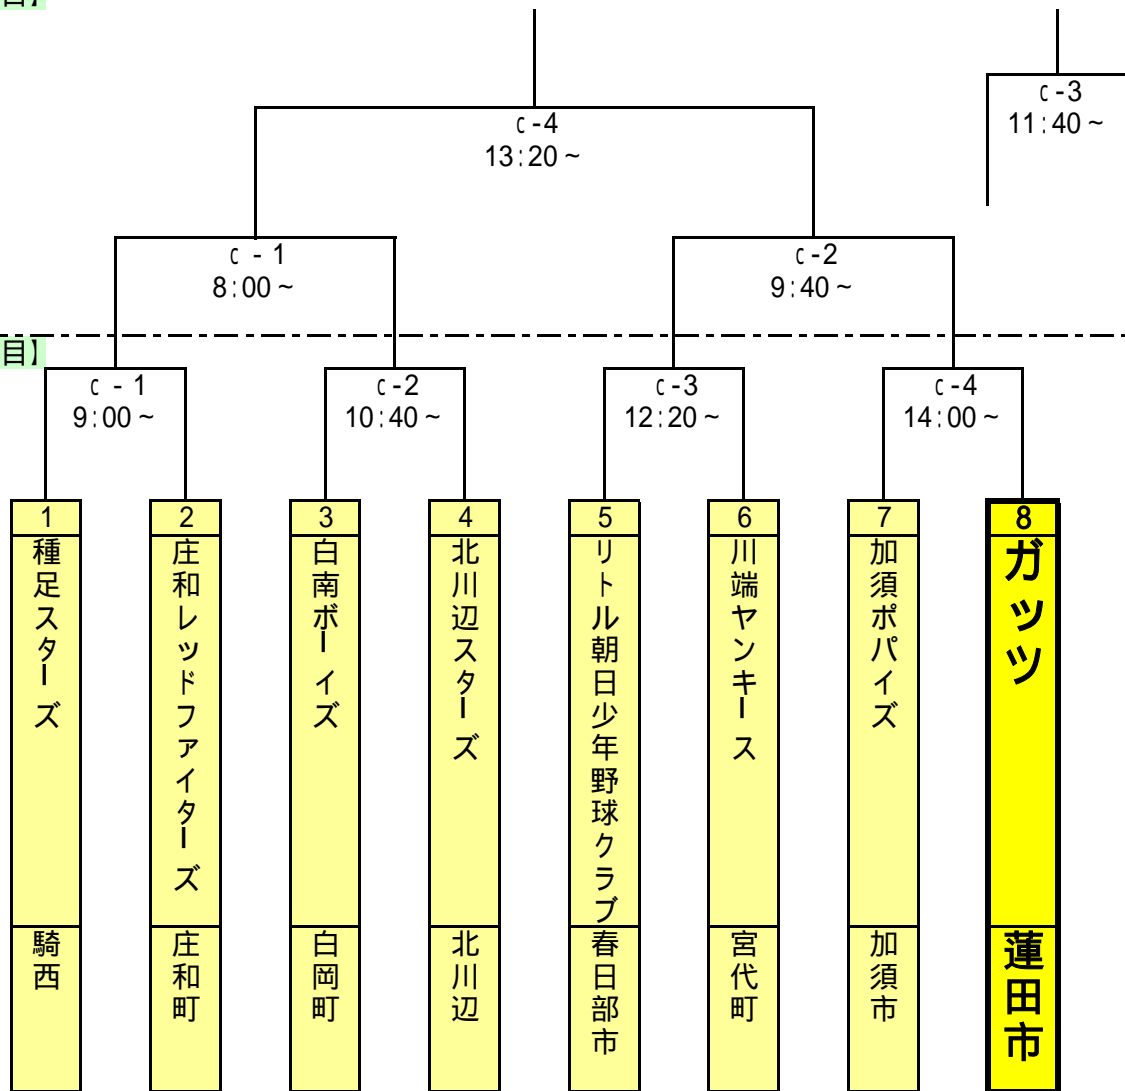 目】
c-3
11:40～
c-4
13:20～
c - 1
8:00～
c-2
9:40～
目】
c - 1
9:00～
c-2
10:40～
c-3
12:20～
c-4
14:00～
1
種足スターズ
騎西
2
庄和レッドファイターズ
庄和町
3
白南ボーイズ
白岡町
4
北川辺スターズ
北川辺
5
リトル朝日少年野球クラブ
春日部市
6
川端ヤンキース
宮代町
7
加須ポパイズ
加須市
8
ガッツ
蓮田市